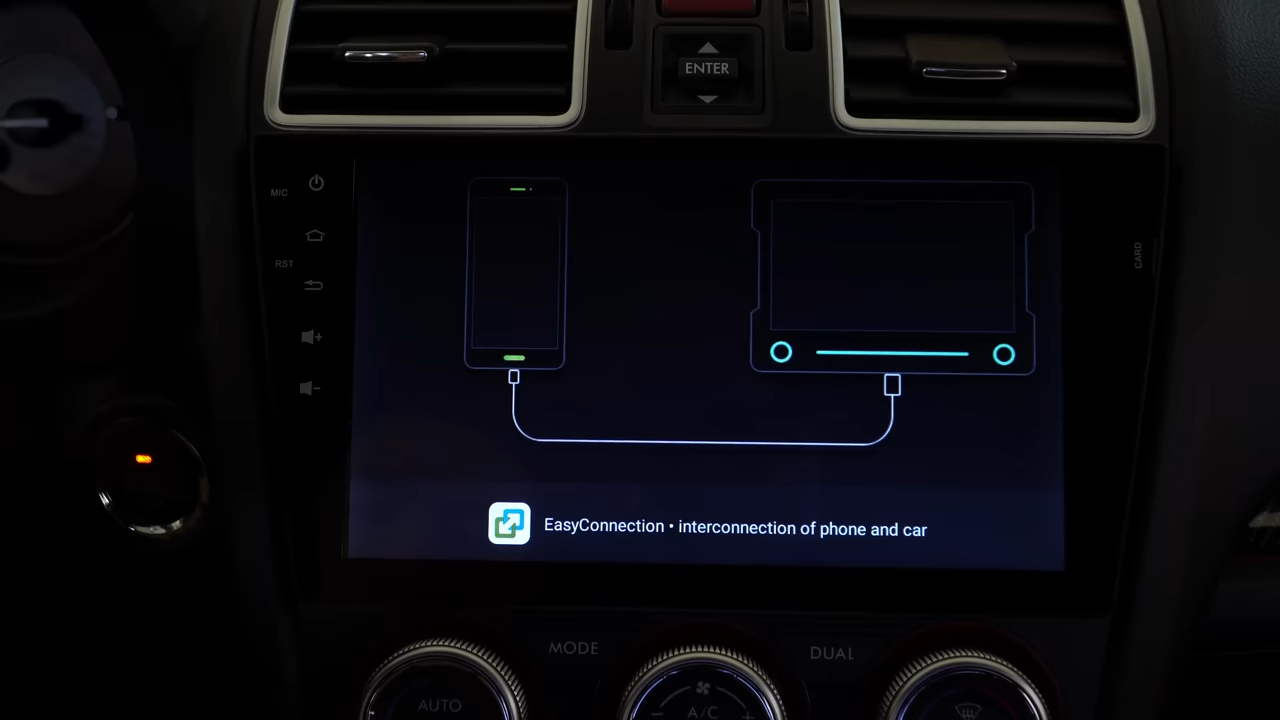 ENTER
MIC
RST
CARD
EasyConnection • interconnection of phone and car
MODE
DUAL
AUTO
A/C